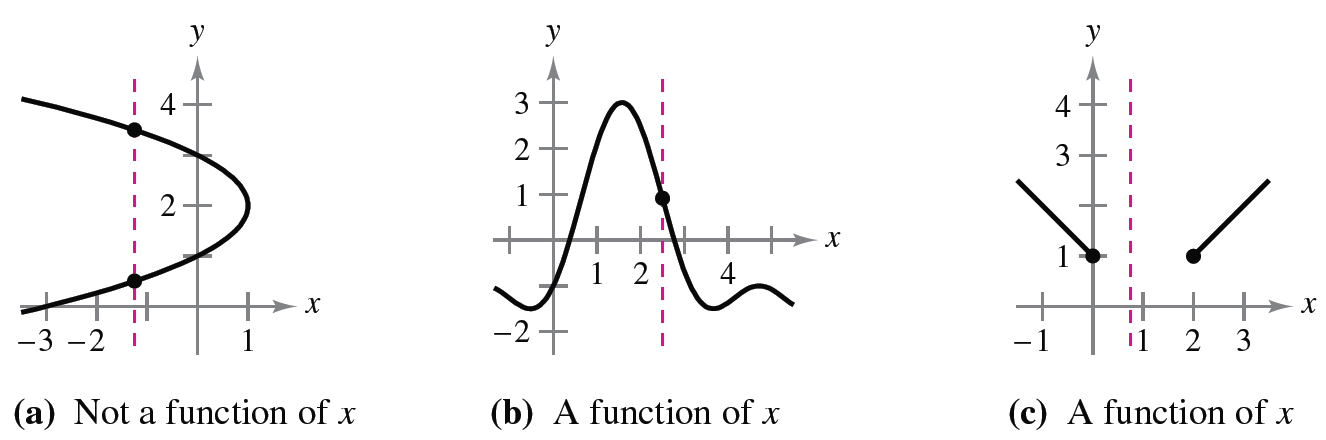 y
4
2
x
−3 −2 1
(a) Not a function of x
y
3
2
1
x
1 2 4
−2
(b) A function of x
y
4
3
1
x
−1 1 2 3
(c) A function of x